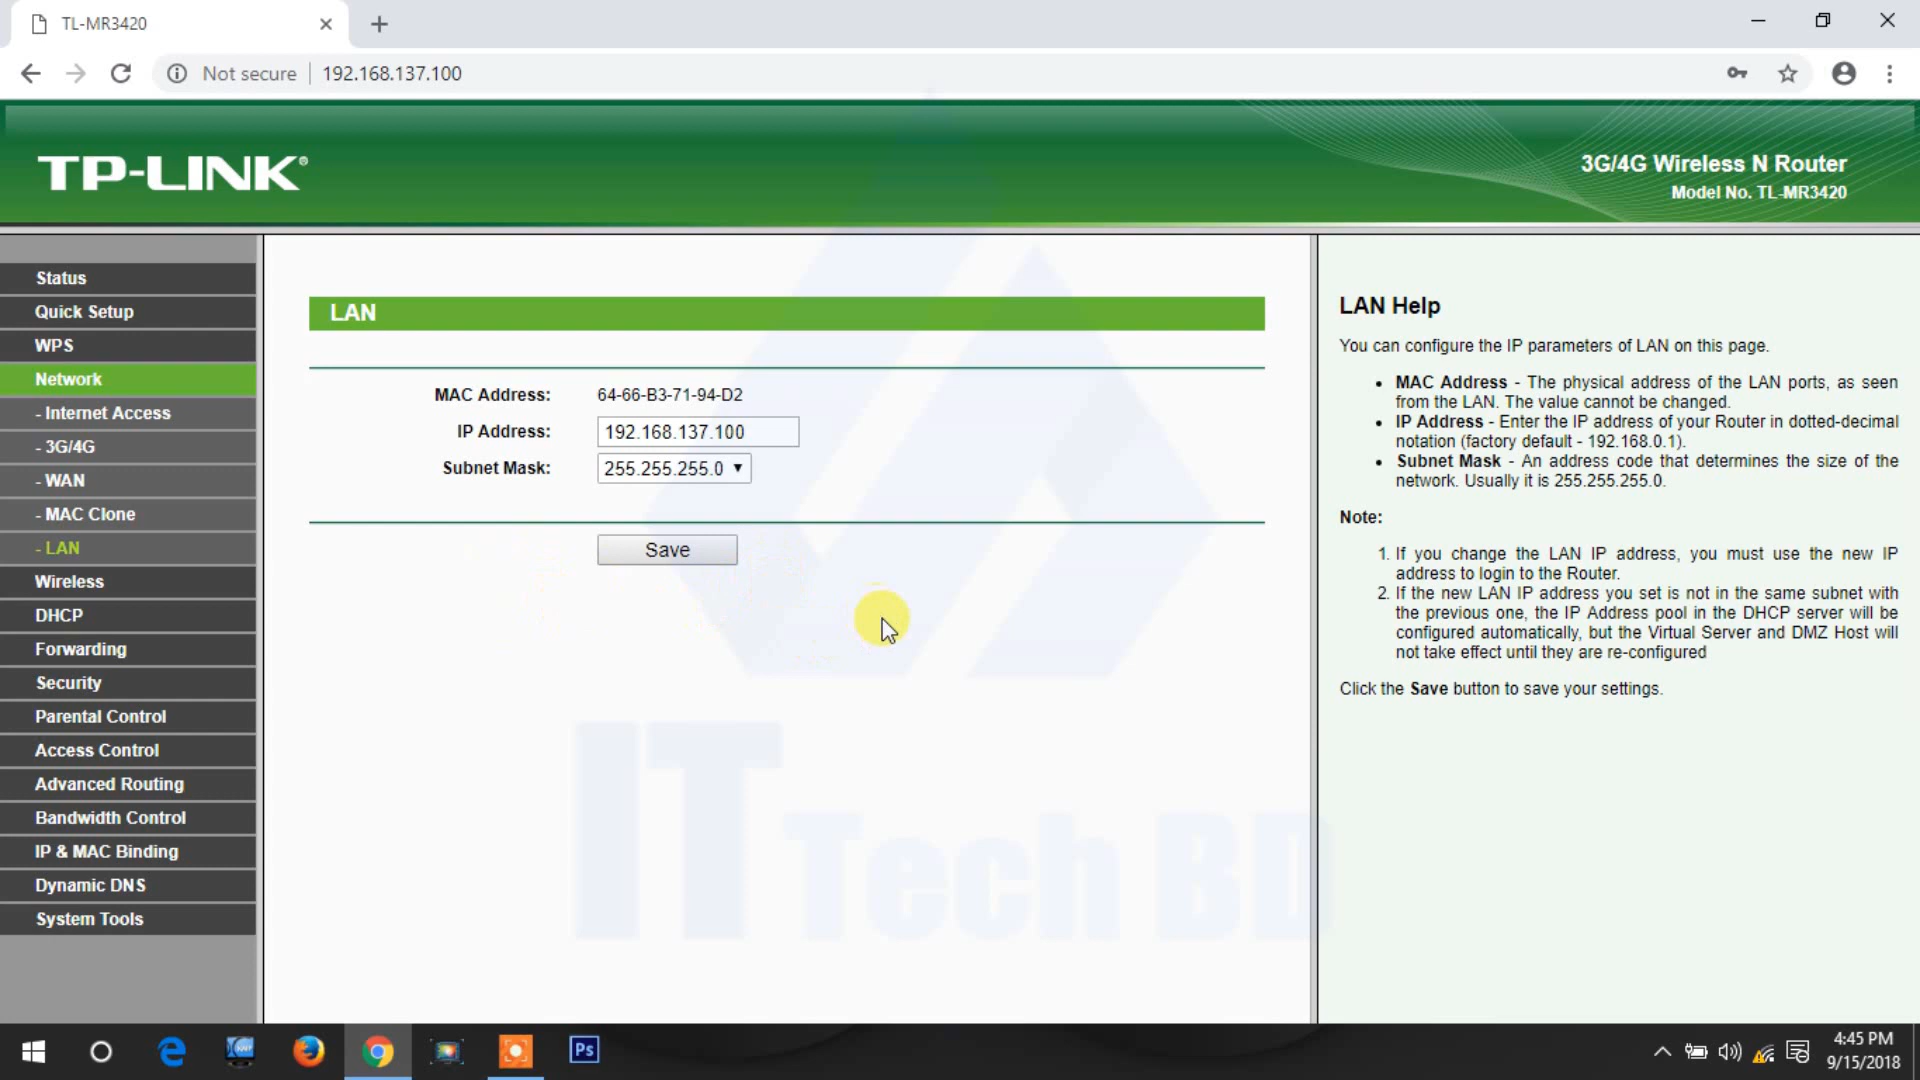 TL-MR3420
Not secure
192.168.137.100
TP-LINK®
3G/4G Wireless N Router
Model No. TL-MR3420
Status
Quick Setup
WPS
Network
- Internet Access
- 3G/4G
- WAN
- MAC Clone
- LAN
Wireless
DHCP
Forwarding
Security
Parental Control
Access Control
Advanced Routing
Bandwidth Control
IP & MAC Binding
Dynamic DNS
System Tools
LAN
MAC Address: 64-66-B3-71-94-D2
IP Address: 192.168.137.100
Subnet Mask: 255.255.255.0
Save
IT Tech BD
LAN Help
You can configure the IP parameters of LAN on this page.
• MAC Address - The physical address of the LAN ports, as seen
from the LAN. The value cannot be changed.
• IP Address - Enter the IP address of your Router in dotted-decimal
notation (factory default - 192.168.0.1).
• Subnet Mask - An address code that determines the size of the
network. Usually it is 255.255.255.0.
Note:
1. If you change the LAN IP address, you must use the new IP
address to login to the Router.
2. If the new LAN IP address you set is not in the same subnet with
the previous one, the IP Address pool in the DHCP server will be
configured automatically, but the Virtual Server and DMZ Host will
not take effect until they are re-configured
Click the Save button to save your settings.
Ps
4:45 PM
9/15/2018